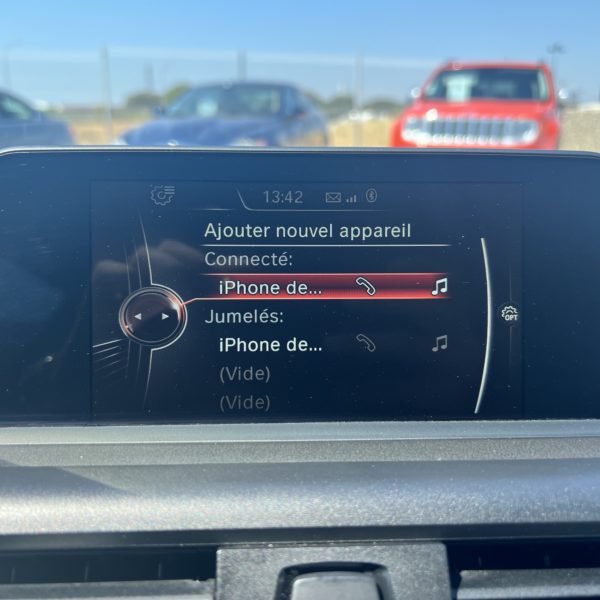 13:42
Ajouter nouvel appareil
Connecté:
iPhone de...
Jumelés:
iPhone de...
(Vide)
(Vide)
OPT